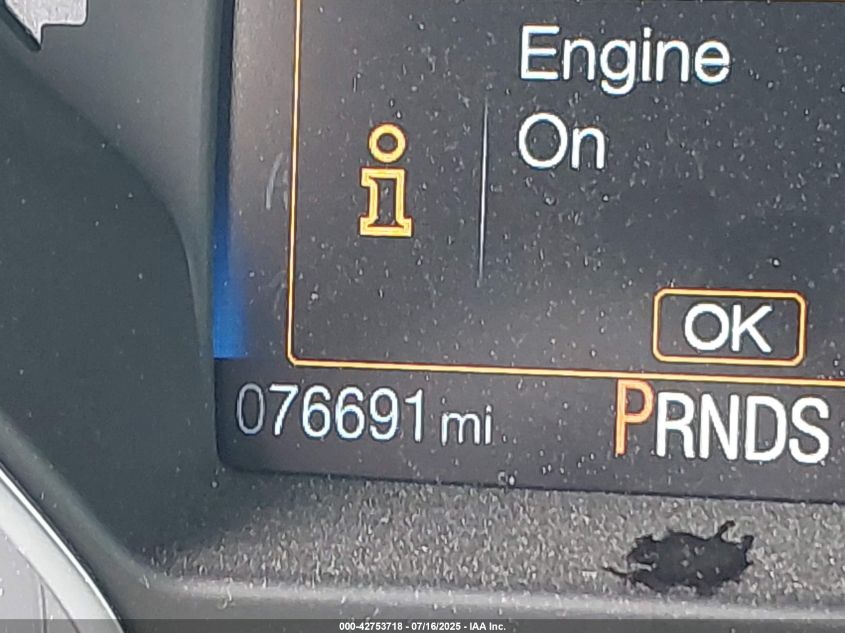 Engine
On
OK
076691 mi PRNDS
000-42753718 - 07/16/2025 - IAA Inc.